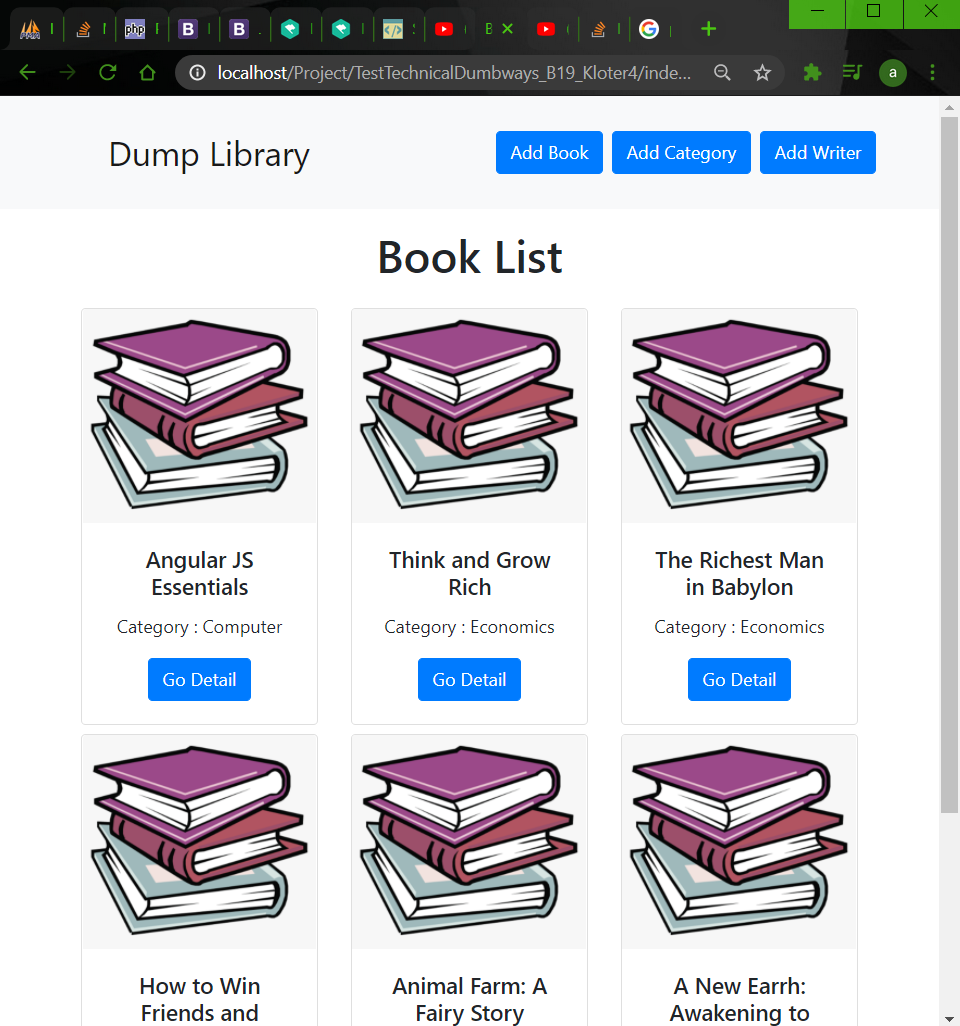 localhost/Project/TestTechnicalDumbways_B19_Kloter4/inde...
a
Dump Library
Add Book
Add Category
Add Writer
Book List
Angular JS
Essentials
Category : Computer
Go Detail
Think and Grow
Rich
Category : Economics
Go Detail
The Richest Man
in Babylon
Category : Economics
Go Detail
How to Win
Friends and
Animal Farm: A
Fairy Story
A New Earrh:
Awakening to